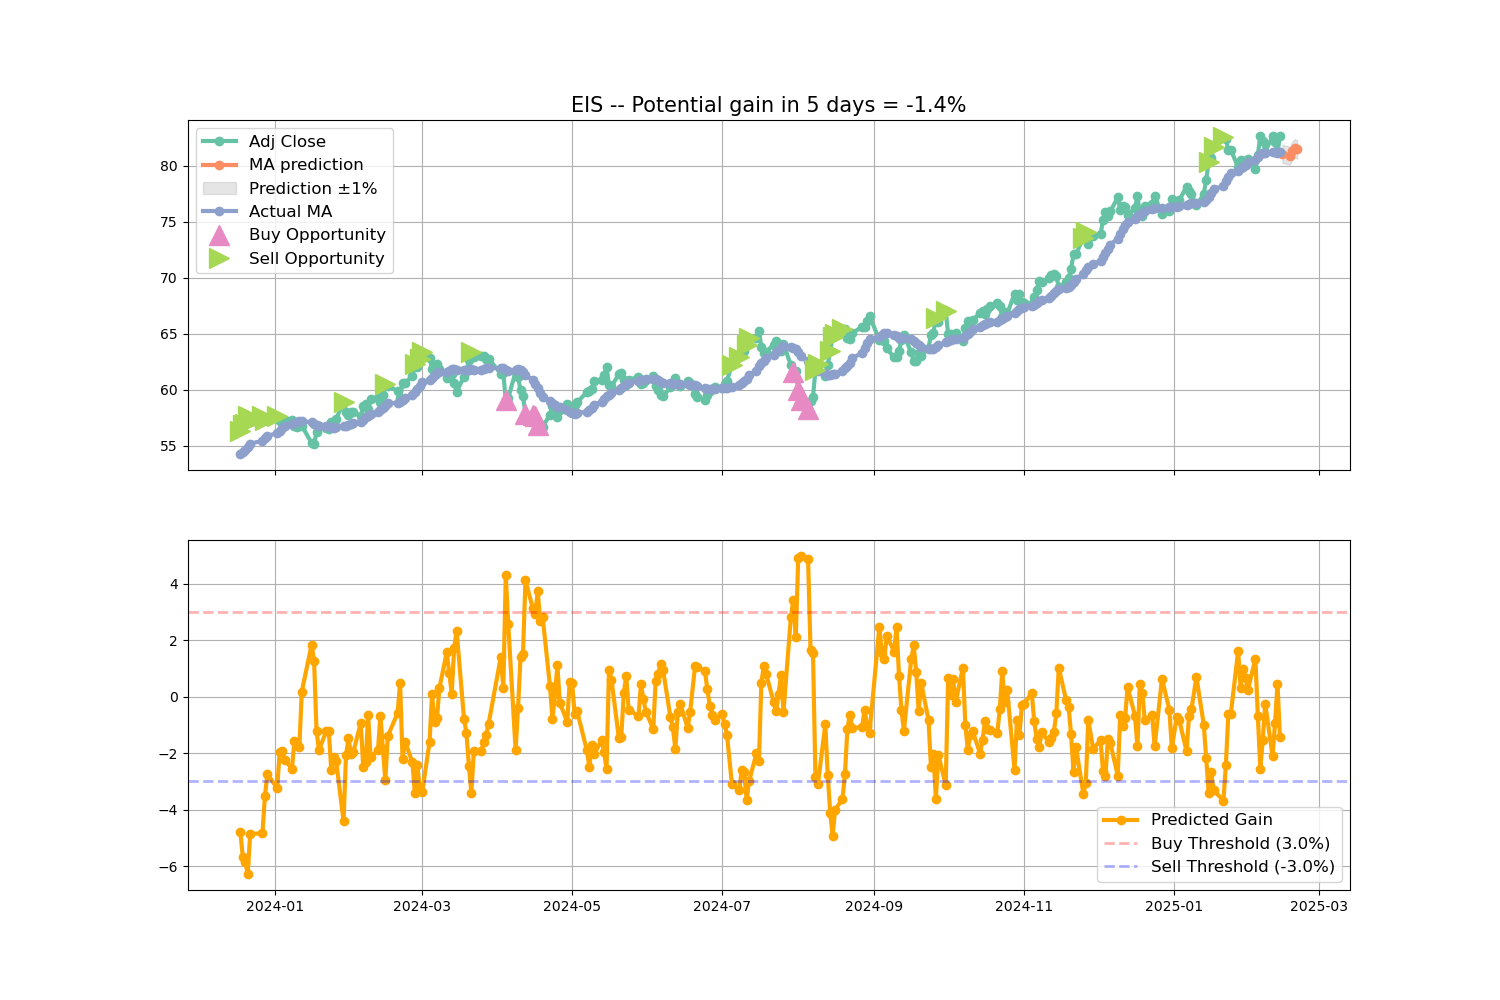 EIS -- Potential gain in 5 days = -1.4%
Adj Close
MA prediction
Prediction ±1%
Actual MA
Buy Opportunity
Sell Opportunity
80
75
70
65
60
55
4
2
0
−2
−4
−6
Predicted Gain
Buy Threshold (3.0%)
Sell Threshold (-3.0%)
2024-01 2024-03 2024-05 2024-07 2024-09 2024-11 2025-01 2025-03